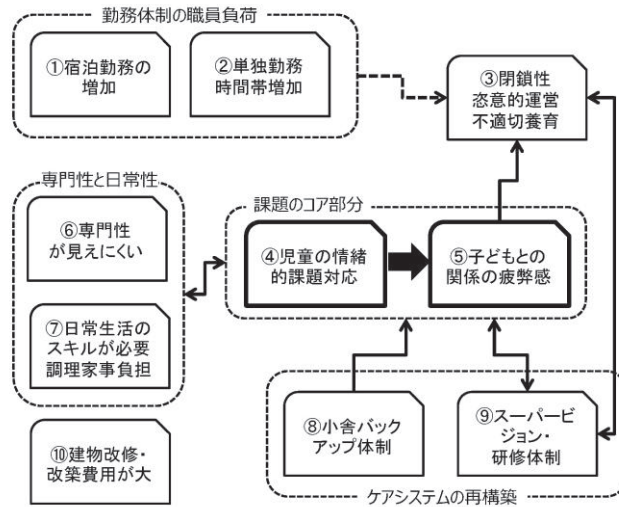 勤務体制の職員負荷
①宿泊勤務の
増加
②単独勤務
時間帯増加
③閉鎖性
恣意的運営
不適切養育
専門性と日常性
⑥専門性
が見えにくい
⑦日常生活の
スキルが必要
調理家事負担
課題のコア部分
④児童の情緒
的課題対応
⑤子どもとの
関係の疲弊感
⑧小舎バック
アップ体制
⑨スーパービ
ジョン・
研修体制
ケアシステムの再構築
⑩建物改修・
改築費用が大